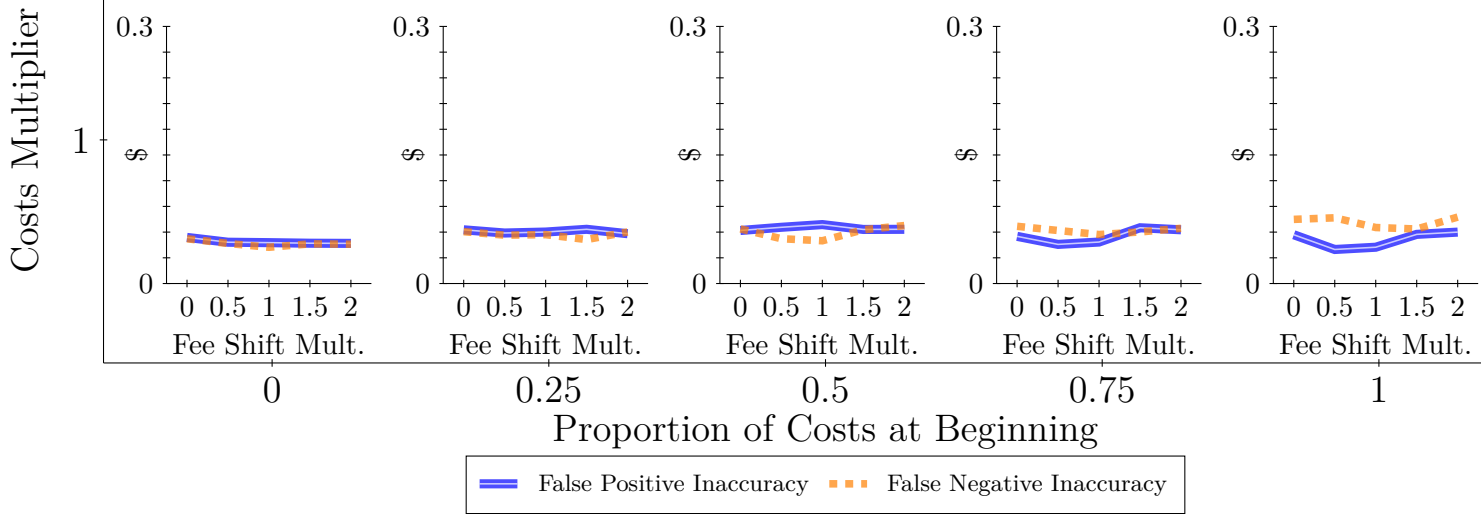 Costs Multiplier
1
0.3 0.3 0.3 0.3 0.3
$ $ $ $ $
0 0 0 0 0
0 0.5 1 1.5 2 0 0.5 1 1.5 2 0 0.5 1 1.5 2 0 0.5 1 1.5 2 0 0.5 1 1.5 2
Fee Shift Mult. Fee Shift Mult. Fee Shift Mult. Fee Shift Mult. Fee Shift Mult.
0 0.25 0.5 0.75 1
Proportion of Costs at Beginning
False Positive Inaccuracy False Negative Inaccuracy